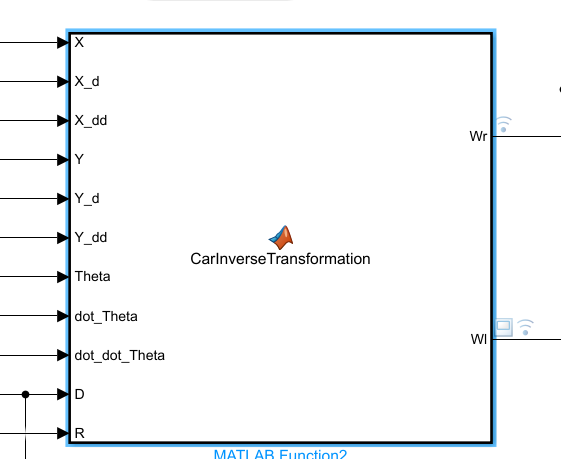 X
X_d
X_dd
Y
Y_d
Y_dd
Theta
dot_Theta
dot_dot_Theta
D
R
CarInverseTransformation
Wr
Wl
MATLAB Function2